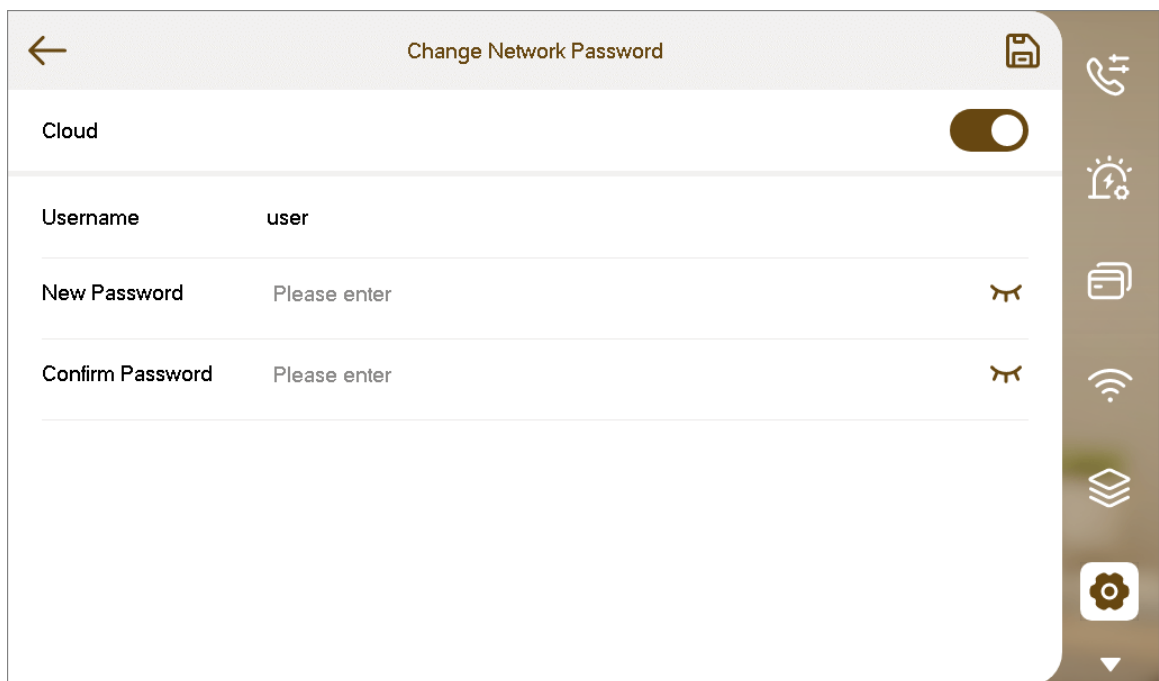 Change Network Password
Cloud
Username user
New Password Please enter
Confirm Password Please enter